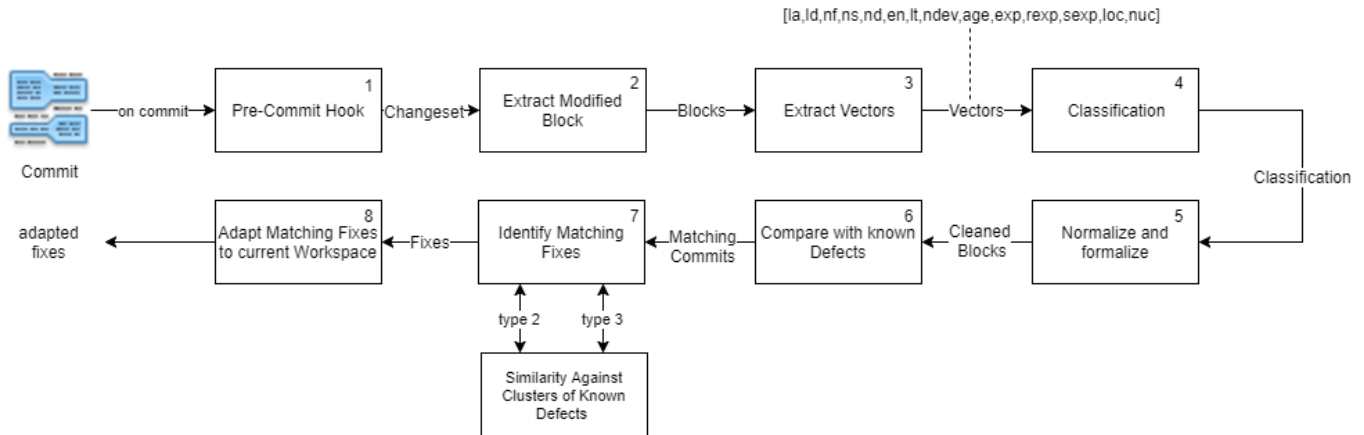 [la,ld,nf,ns,nd,en,lt,ndev,age,exp,rexp,sexp,loc,nuc]
Commit
on commit
1
Pre-Commit Hook
Changeset
2
Extract Modified
Block
Blocks
3
Extract Vectors
Vectors
4
Classification
Classification
5
Normalize and
formalize
Cleaned
Blocks
6
Compare with known
Defects
Matching
Commits
7
Identify Matching
Fixes
Fixes
8
Adapt Matching Fixes
to current Workspace
adapted
fixes
type 2
type 3
Similarity Against
Clusters of Known
Defects